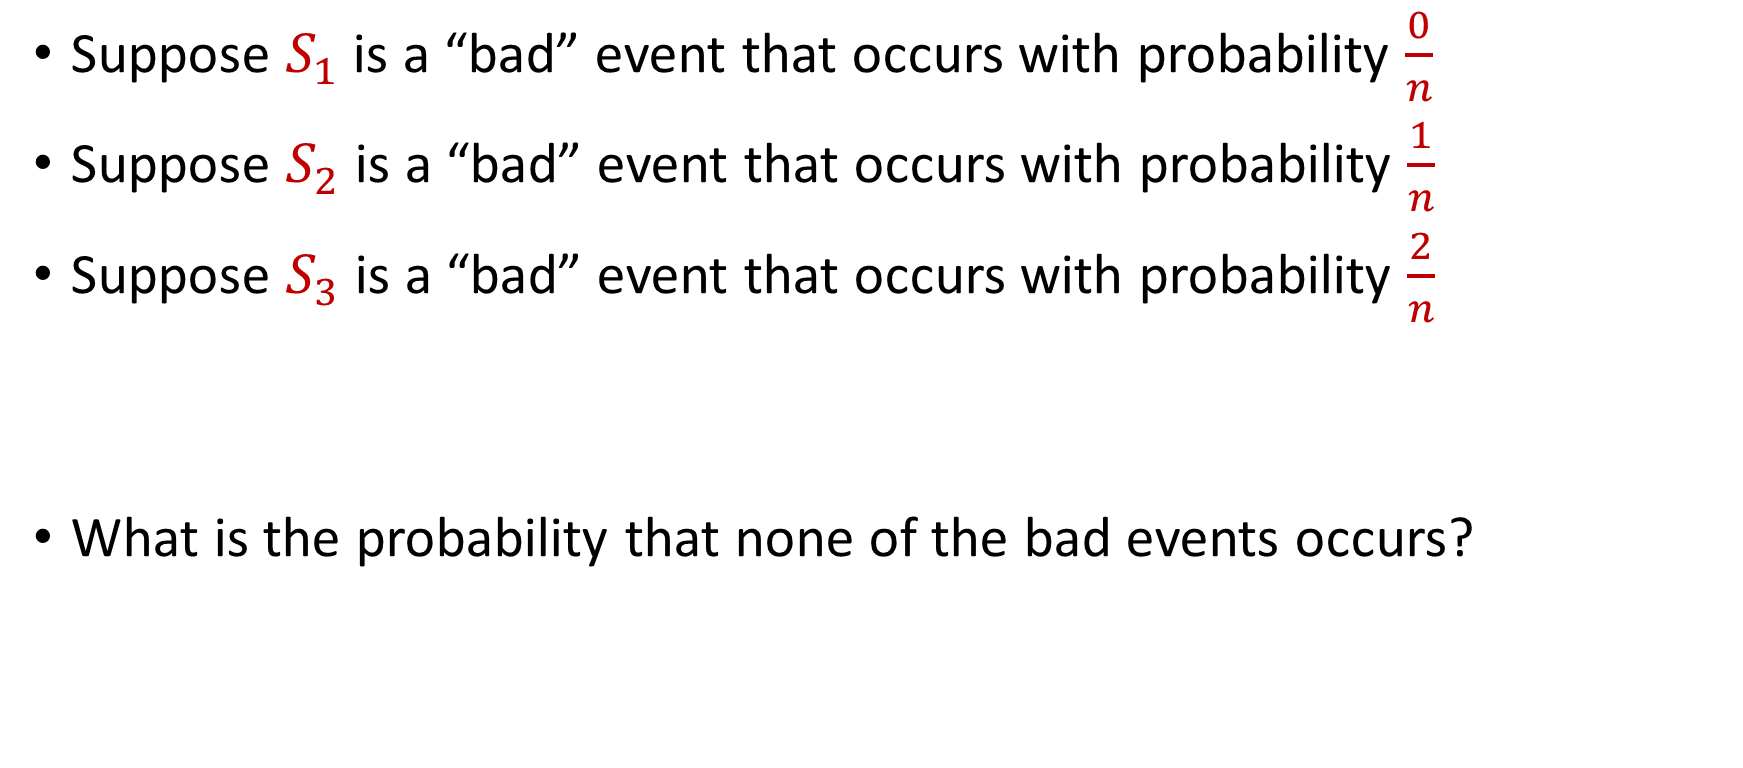 • Suppose S₁ is a “bad” event that occurs with probability 0/n
• Suppose S₂ is a “bad” event that occurs with probability 1/n
• Suppose S₃ is a “bad” event that occurs with probability 2/n
• What is the probability that none of the bad events occurs?